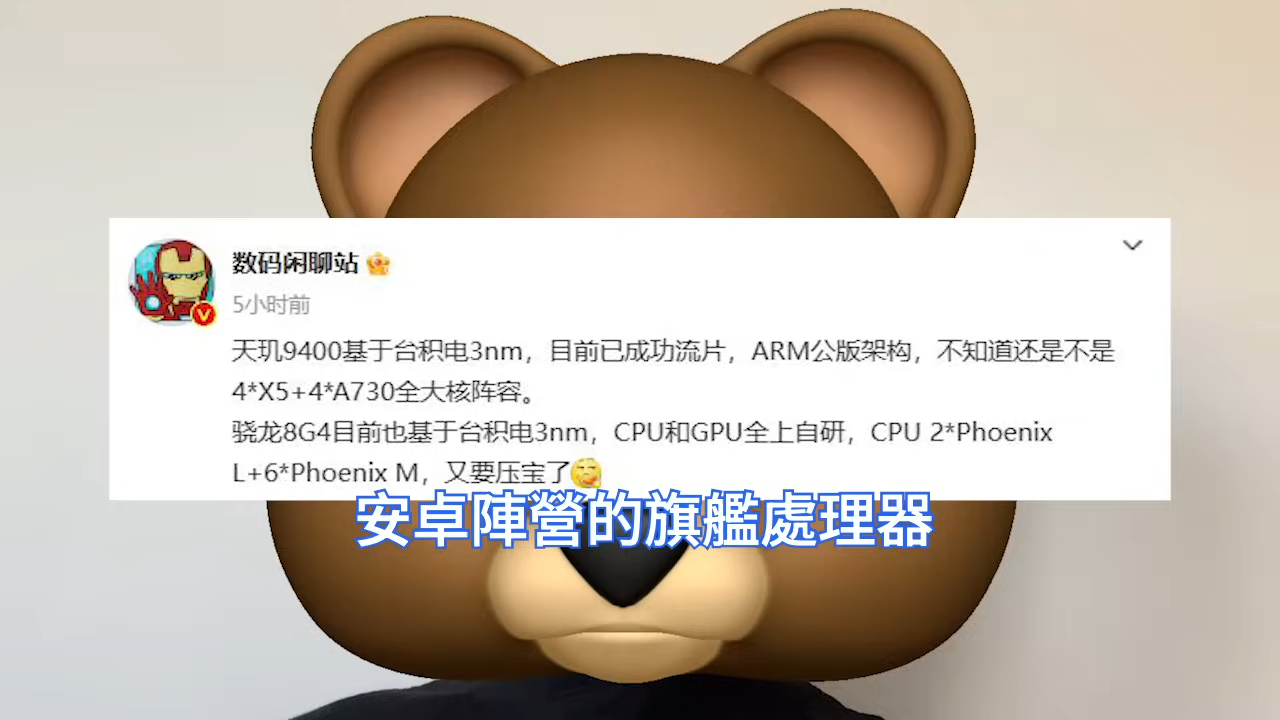 数码闲聊站
5小时前
天玑9400基于台积电3nm，目前已成功流片，ARM公版架构，不知道还是不是
4*X5+4*A730全大核阵容。
骁龙8G4目前也基于台积电3nm，CPU和GPU全上自研，CPU 2*Phoenix
L+6*Phoenix M，又要压宝了
安卓陣營的旗艦處理器